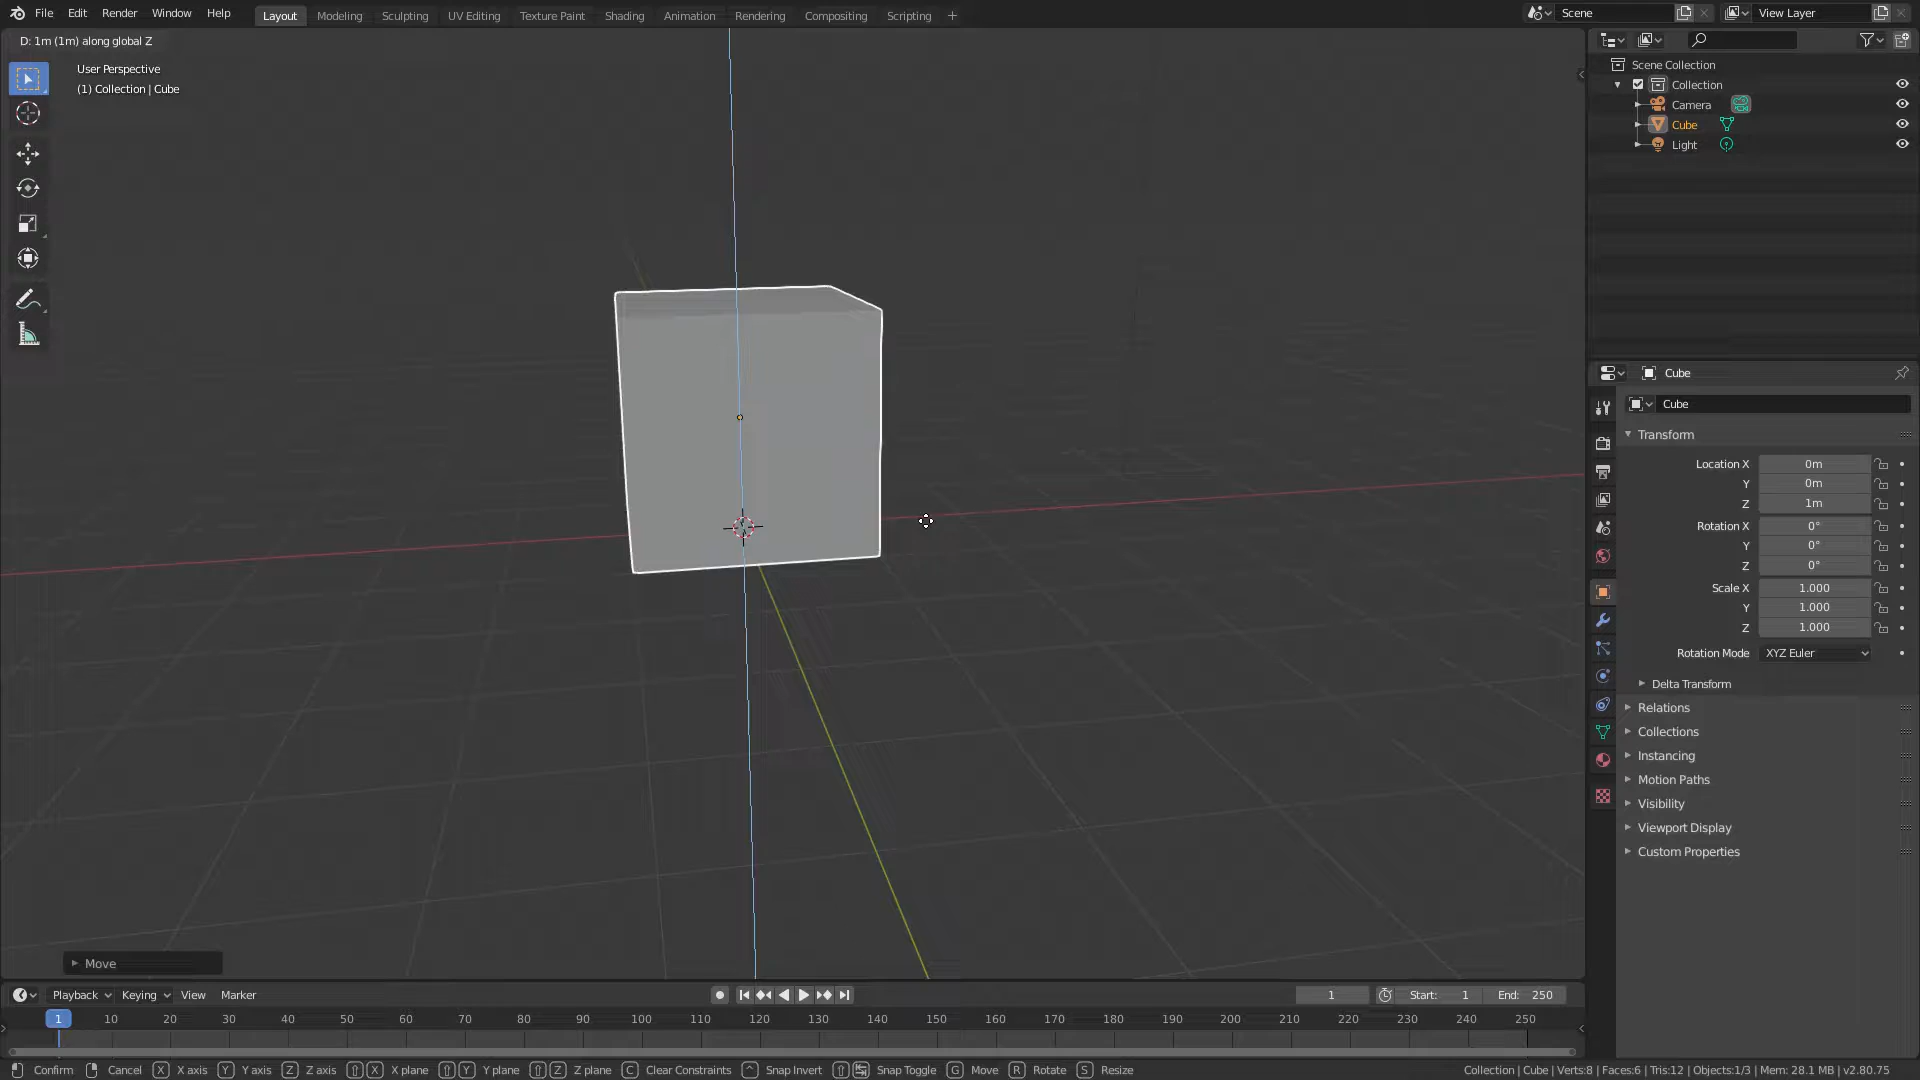 File Edit Render Window Help Layout Modeling Sculpting UV Editing Texture Paint Shading Animation Rendering Compositing Scripting + Scene View Layer
D: 1m (1m) along global Z
User Perspective
(1) Collection | Cube
Scene Collection
Collection
Camera
Cube
Light
Cube
Cube
Transform
Location X 0m
Y 0m
Z 1m
Rotation X 0°
Y 0°
Z 0°
Scale X 1.000
Y 1.000
Z 1.000
Rotation Mode XYZ Euler
Delta Transform
Relations
Collections
Instancing
Motion Paths
Visibility
Viewport Display
Custom Properties
Move
Playback Keying View Marker 1 Start: 1 End: 250
1 10 20 30 40 50 60 70 80 90 100 110 120 130 140 150 160 170 180 190 200 210 220 230 240 250
Confirm Cancel X X axis Y Y axis Z Z axis X X plane Y Y plane Z Z plane C Clear Constraints Snap Invert Snap Toggle G Move R Rotate S Resize Collection | Cube | Verts:8 | Faces:6 | Tris:12 | Objects:1/3 | Mem: 28.1 MB | v2.80.75